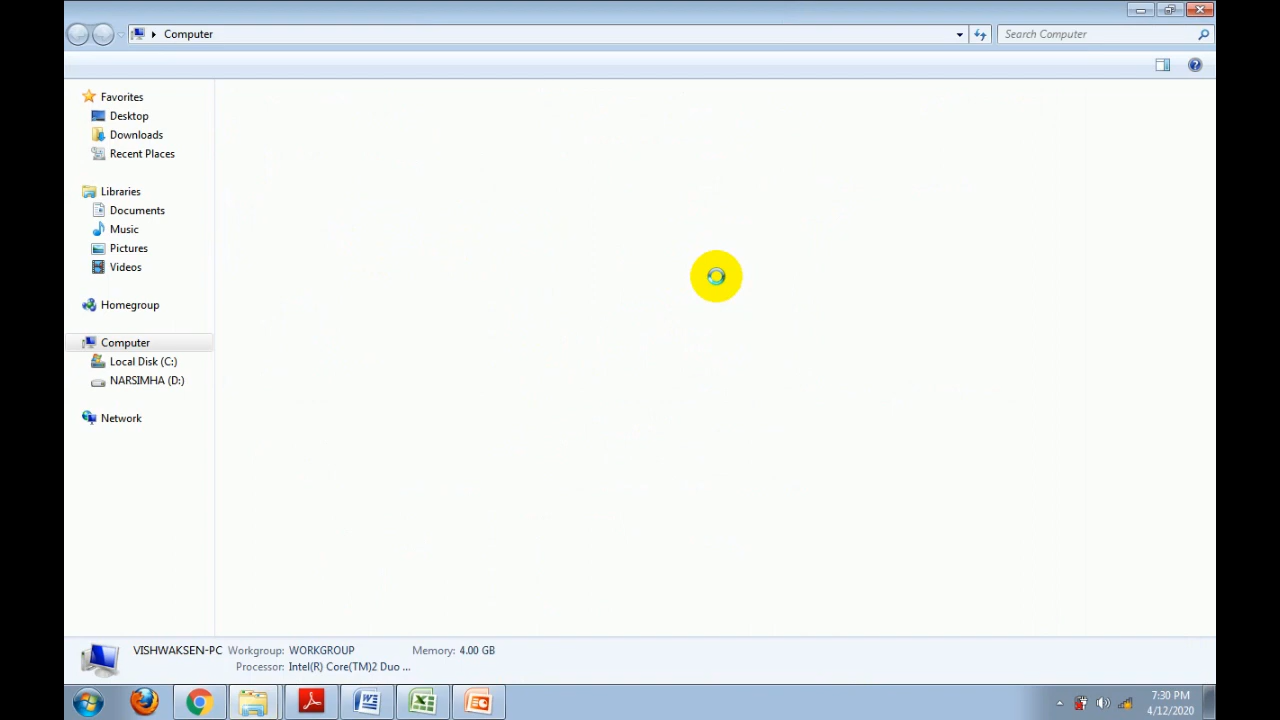 Computer
Search Computer
Favorites
Desktop
Downloads
Recent Places
Libraries
Documents
Music
Pictures
Videos
Homegroup
Computer
Local Disk (C:)
NARSIMHA (D:)
Network
VISHWAKSEN-PC Workgroup: WORKGROUP Memory: 4.00 GB
Processor: Intel(R) Core(TM)2 Duo ...
7:30 PM
4/12/2020